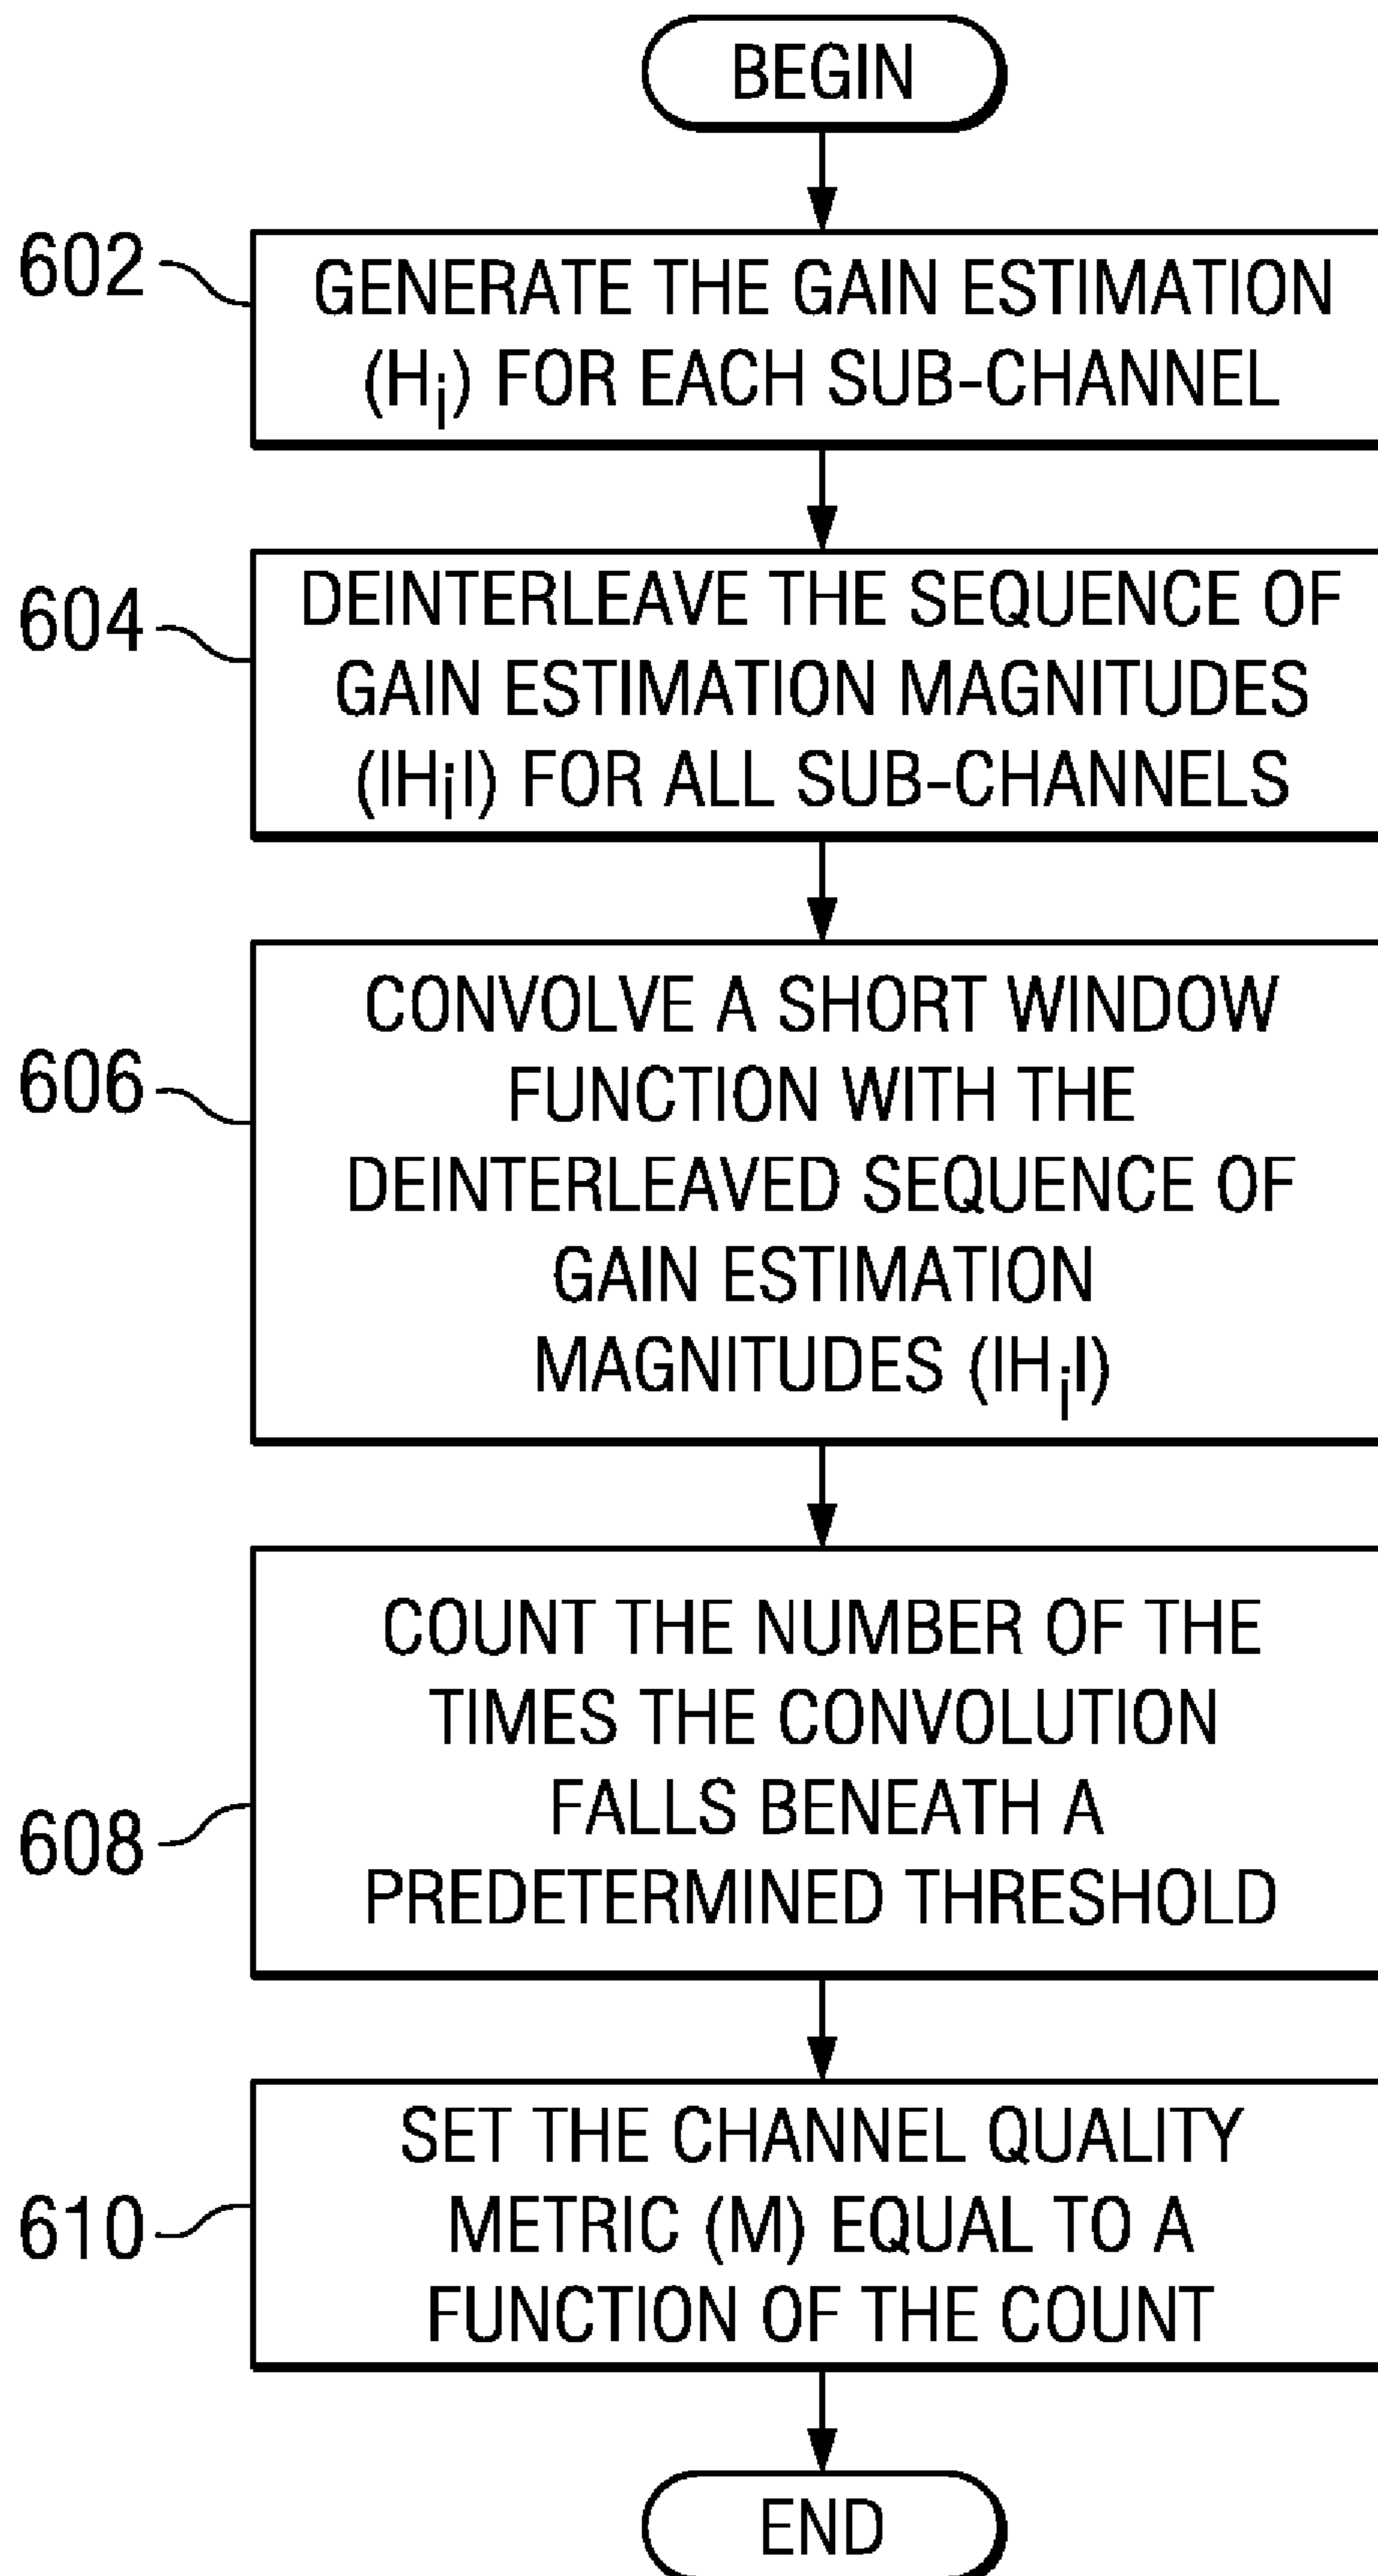 BEGIN
602
GENERATE THE GAIN ESTIMATION
(Hi) FOR EACH SUB-CHANNEL
604
DEINTERLEAVE THE SEQUENCE OF
GAIN ESTIMATION MAGNITUDES
(|Hi|) FOR ALL SUB-CHANNELS
606
CONVOLVE A SHORT WINDOW
FUNCTION WITH THE
DEINTERLEAVED SEQUENCE OF
GAIN ESTIMATION
MAGNITUDES (|Hi|)
608
COUNT THE NUMBER OF THE
TIMES THE CONVOLUTION
FALLS BENEATH A
PREDETERMINED THRESHOLD
610
SET THE CHANNEL QUALITY
METRIC (M) EQUAL TO A
FUNCTION OF THE COUNT
END